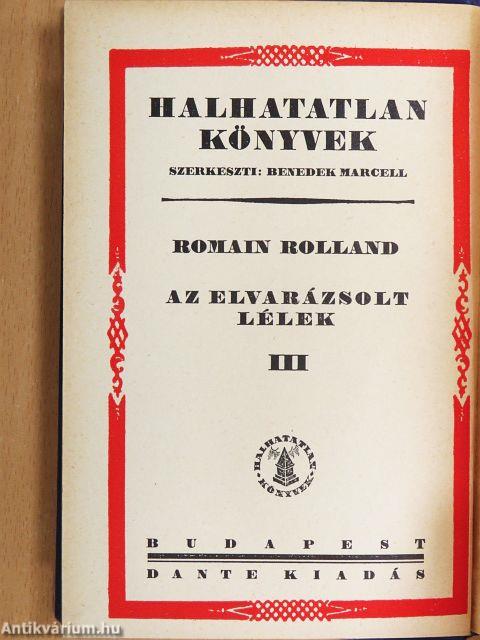 HALHATATLAN
KÖNYVEK
SZERKESZTI: BENEDEK MARCELL
ROMAIN ROLLAND
AZ ELVARÁZSOLT
LÉLEK
III
HALHATATLAN
KÖNYVEK
BUDAPEST
DANTE KIADÁS
Antikvárium.hu